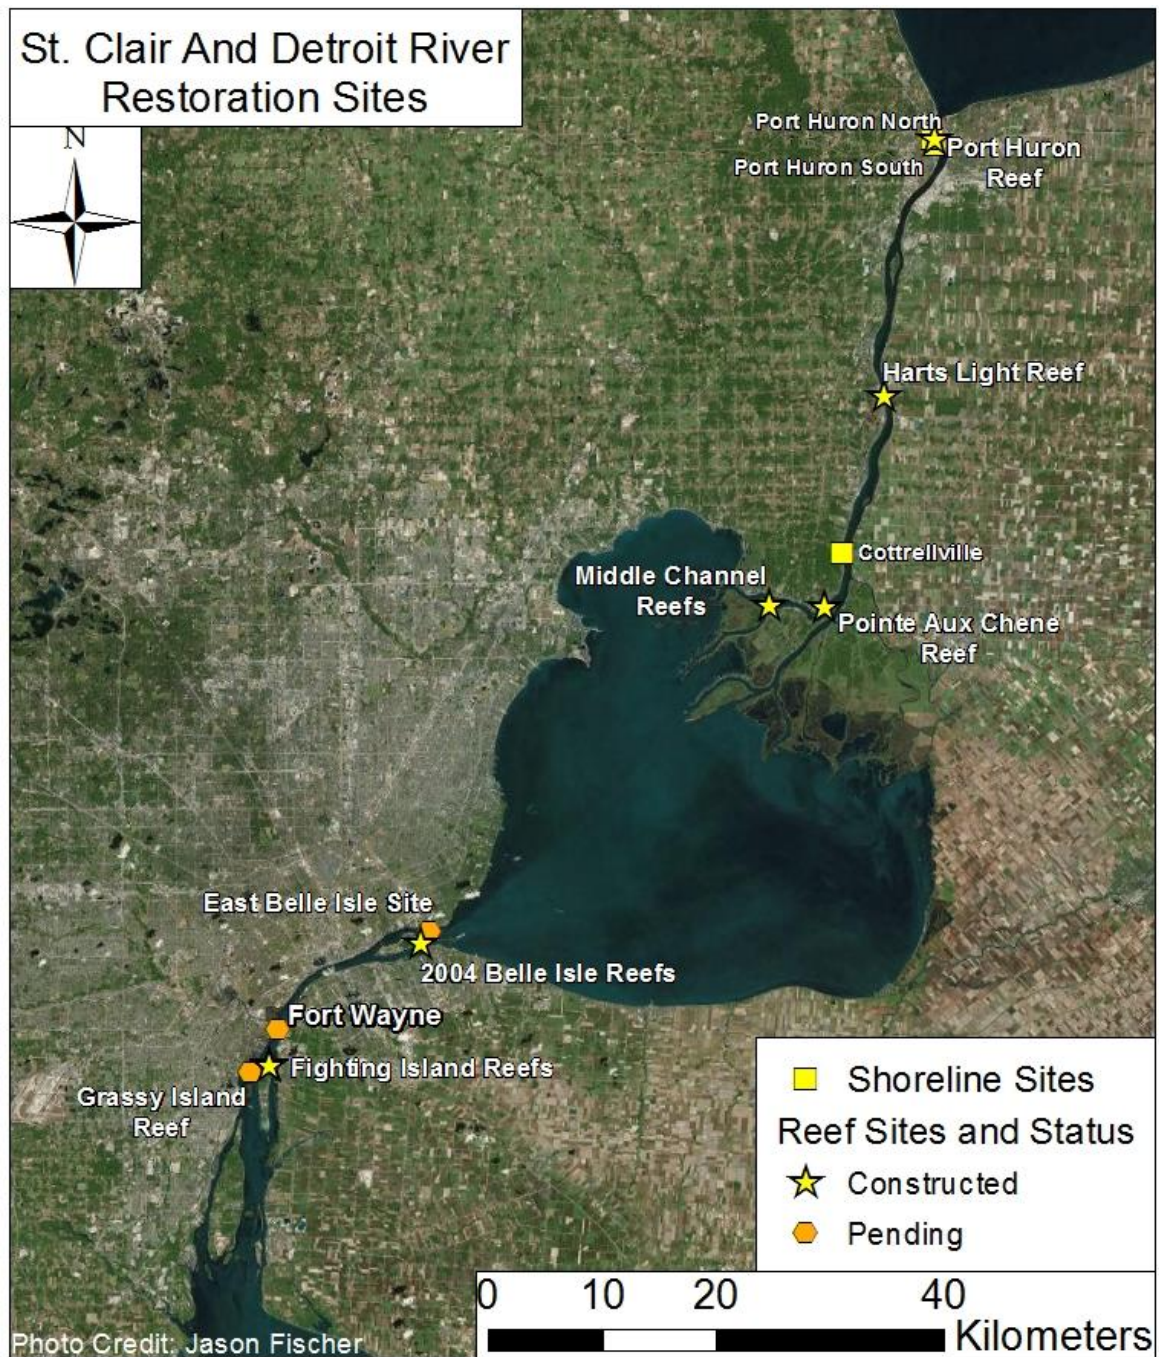 St. Clair And Detroit River
Restoration Sites
N
Port Huron North
Port Huron South
Port Huron
Reef
Harts Light Reef
Cottrellville
Middle Channel
Reefs
Pointe Aux Chene
Reef
East Belle Isle Site
2004 Belle Isle Reefs
Fort Wayne
Fighting Island Reefs
Grassy Island
Reef
Shoreline Sites
Reef Sites and Status
Constructed
Pending
0 10 20 40
Kilometers
Photo Credit: Jason Fischer